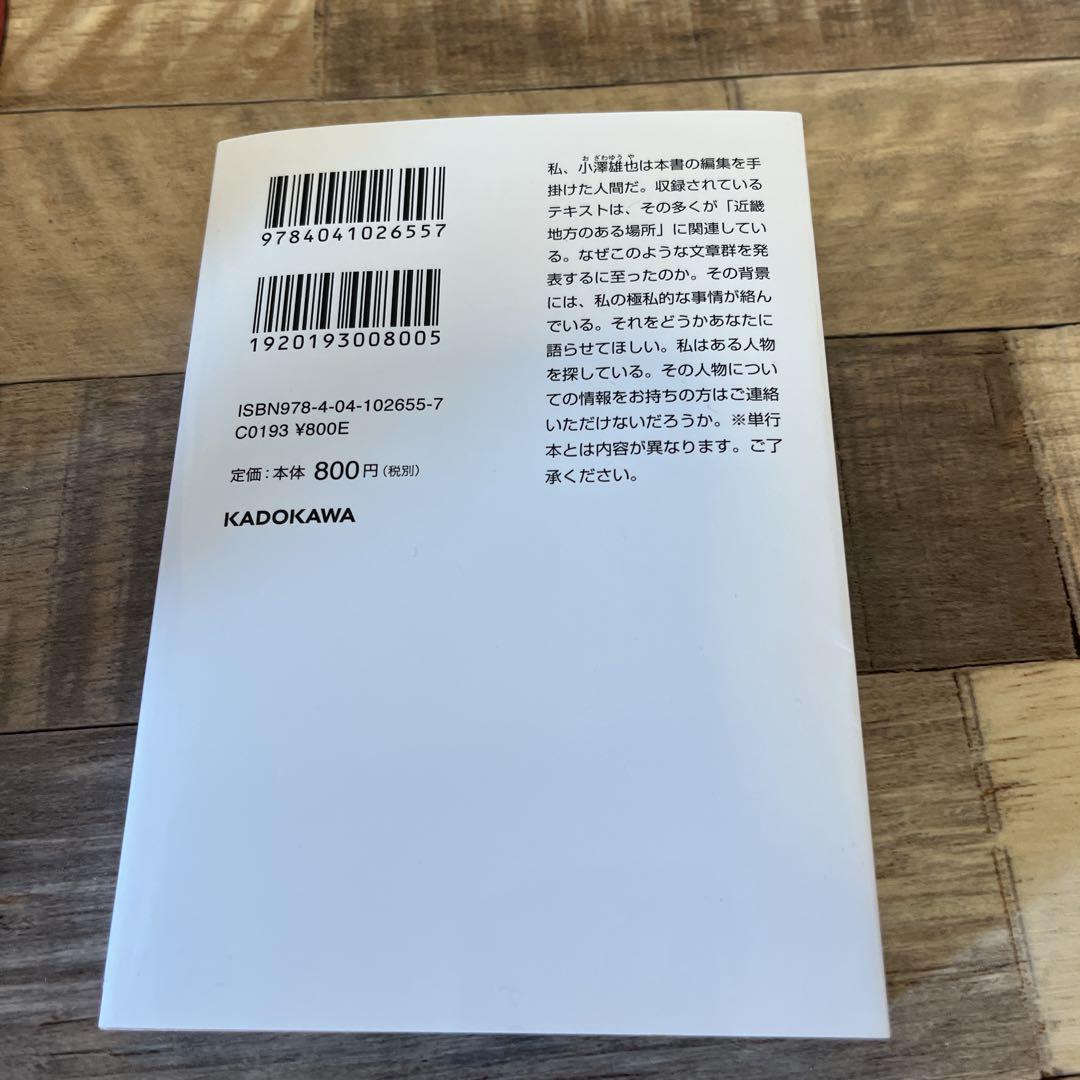 9784041026557
1920193008005
ISBN978-4-04-102655-7
C0193 ¥800E
定価:本体 800円(税別)
KADOKAWA
おざわゆうや
私、小澤雄也は本書の編集を手
掛けた人間だ。収録されている
テキストは、その多くが「近畿
地方のある場所」に関連してい
る。なぜこのような文章群を発
表するに至ったのか。その背景
には、私の極私的な事情が絡ん
でいる。それをどうかあなたに
語らせてほしい。私はある人物
を探している。その人物につい
ての情報をお持ちの方はご連絡
いただけないだろうか。※単行
本とは内容が異なります。ご了
承ください。